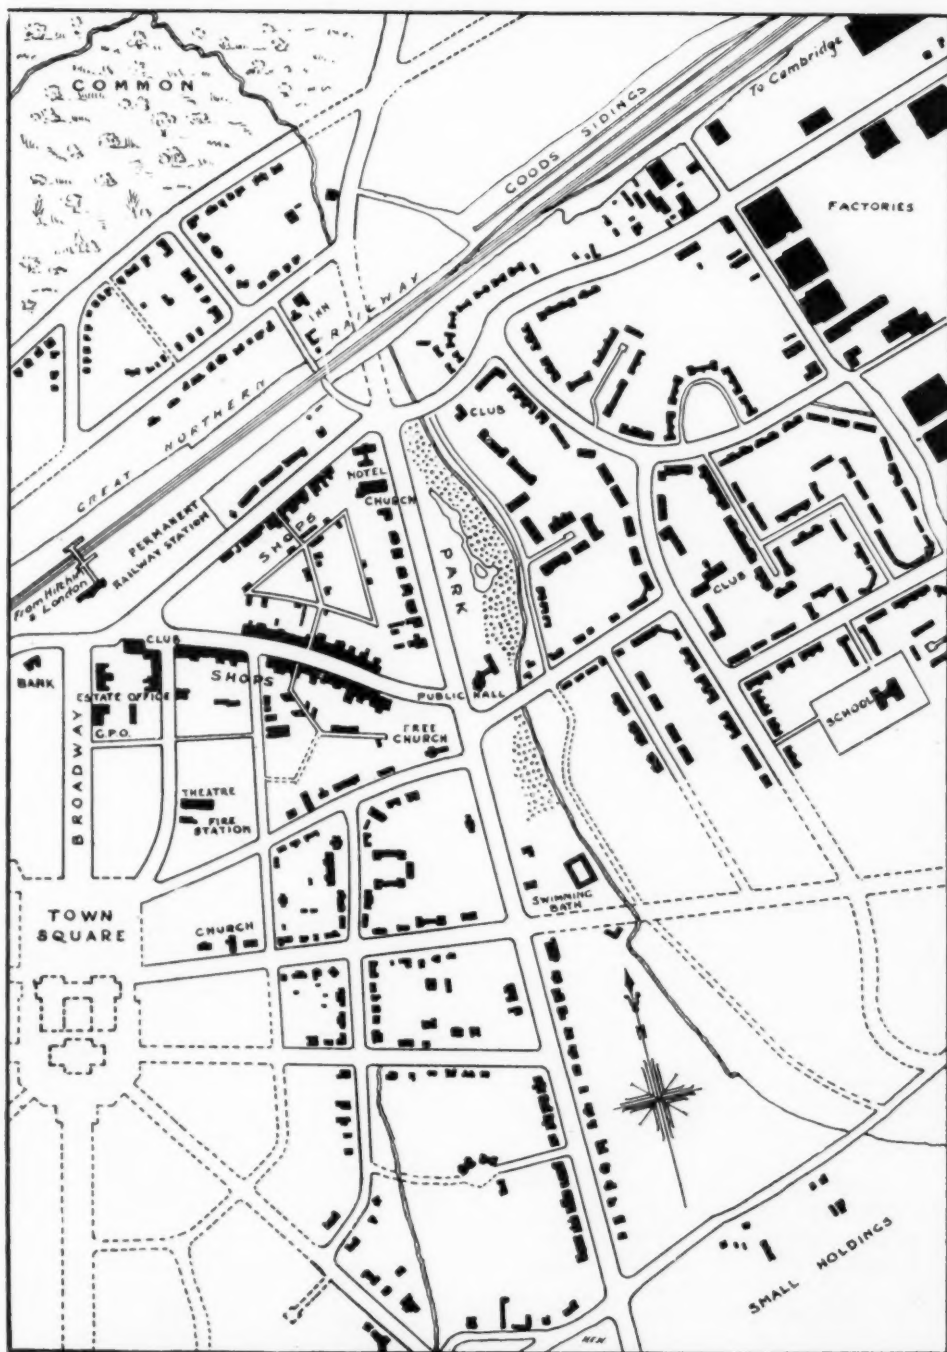 COMMON
GOODS SIDINGS
To Cambridge
FACTORIES
INN
GREAT NORTHERN RAILWAY
CLUB
HOTEL
CHURCH
SHOPS
PARK
PERMANENT
RAILWAY STATION
From Hitchin
& London
CLUB
CLUB
BANK
ESTATE OFFICE
SHOPS
PUBLIC HALL
SCHOOL
G.P.O.
FREE
CHURCH
BROADWAY
THEATRE
FIRE
STATION
SWIMMING
BATH
TOWN
SQUARE
CHURCH
SMALL HOLDINGS